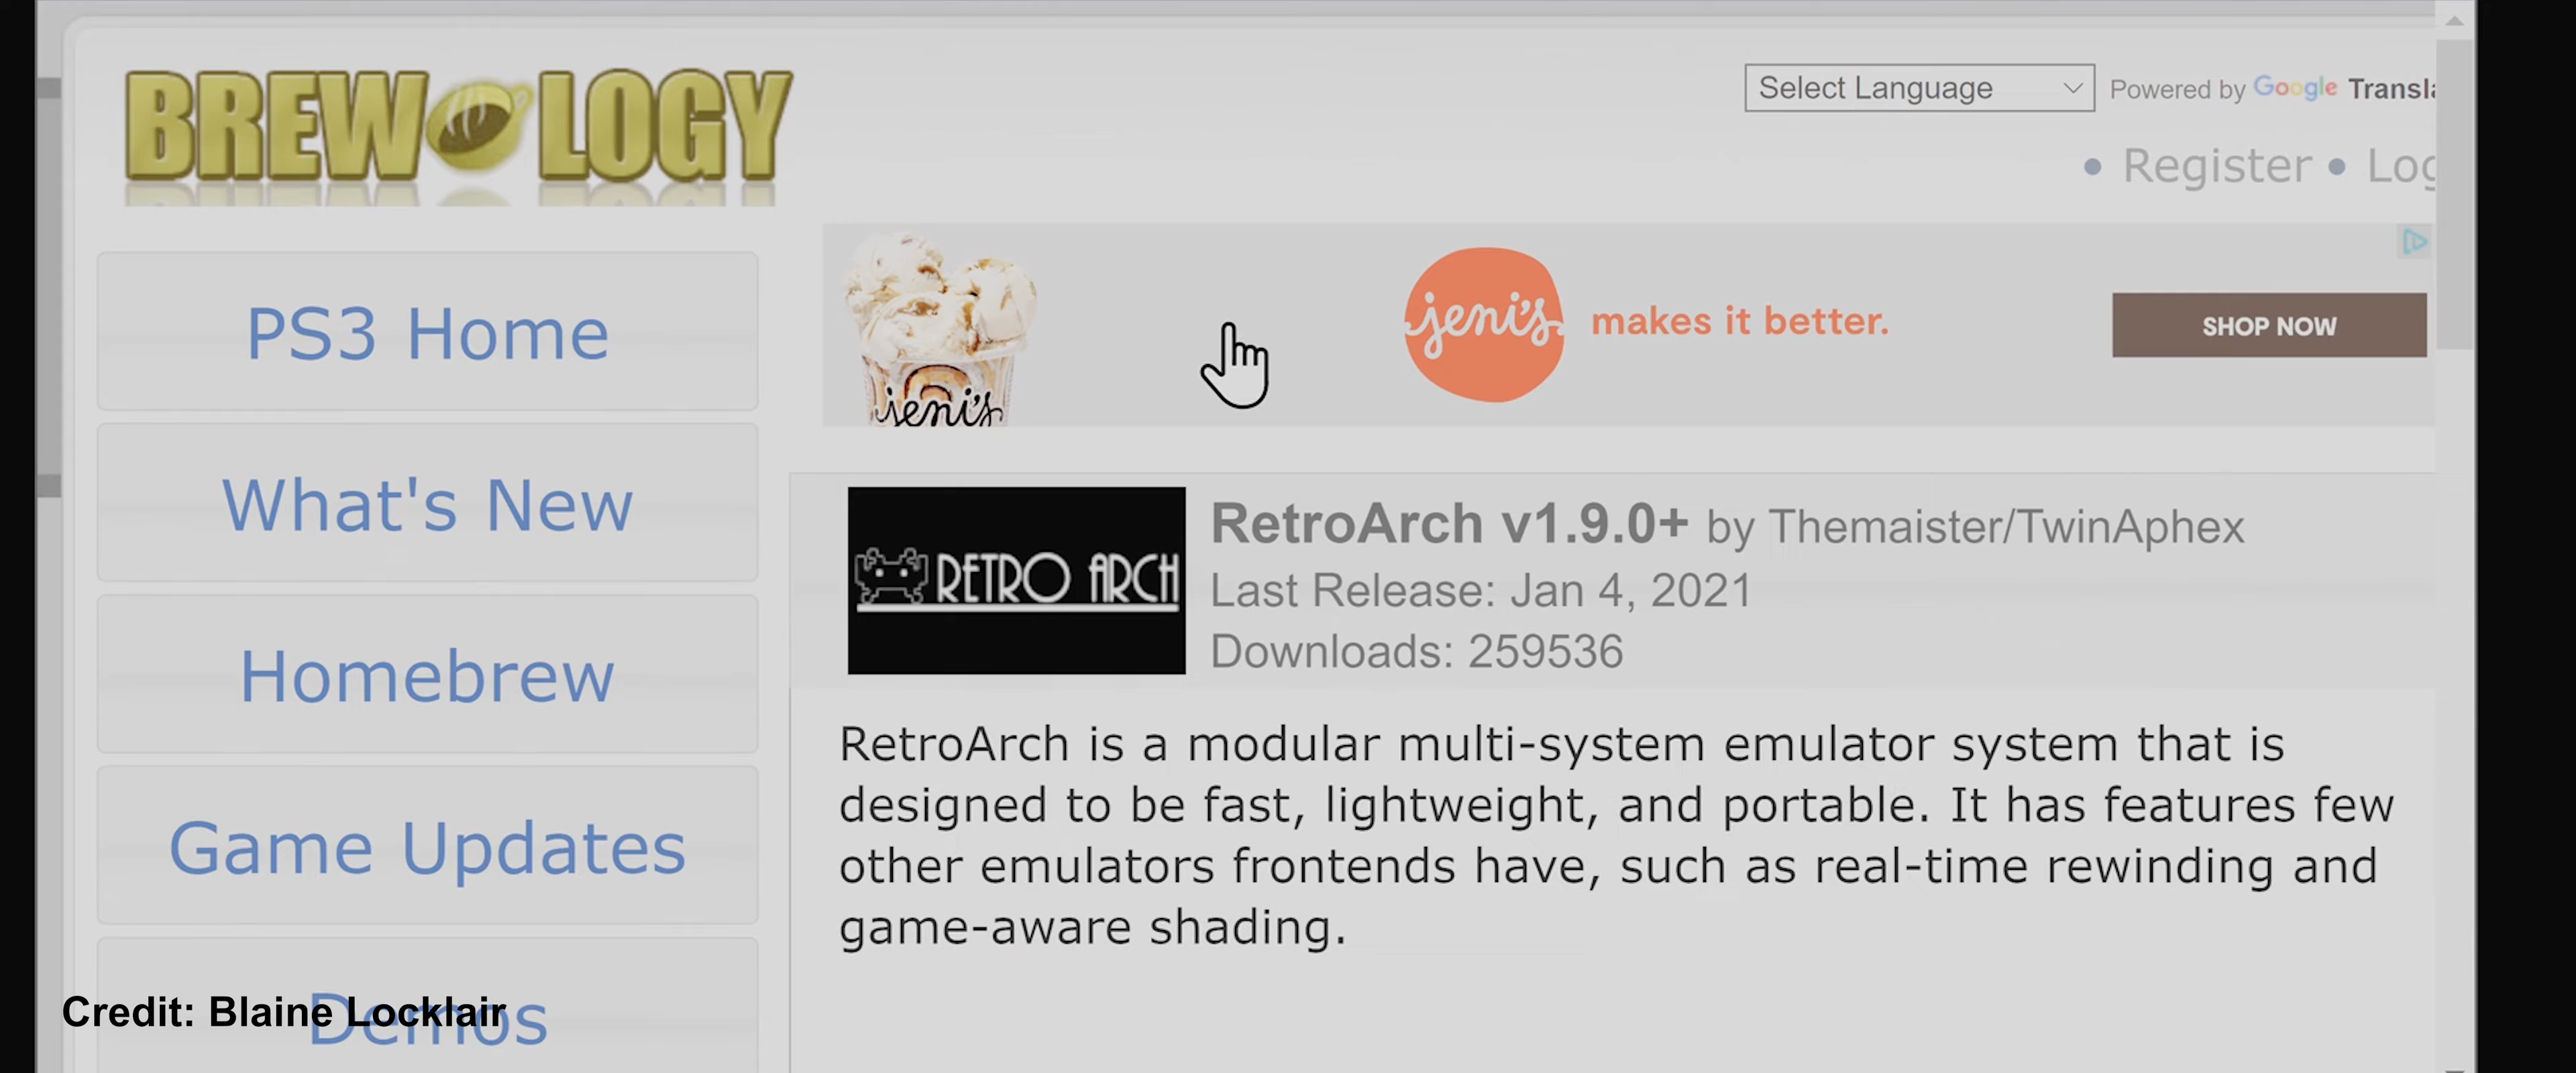 BREWOLOGY
Select Language
Powered by Google Transla
• Register • Log
PS3 Home
What's New
Homebrew
Game Updates
Demos
jeni's
jeni's makes it better.
SHOP NOW
RETRO ARCH
RetroArch v1.9.0+ by Themaister/TwinAphex
Last Release: Jan 4, 2021
Downloads: 259536
RetroArch is a modular multi-system emulator system that is
designed to be fast, lightweight, and portable. It has features few
other emulators frontends have, such as real-time rewinding and
game-aware shading.
Credit: Blaine Locklair